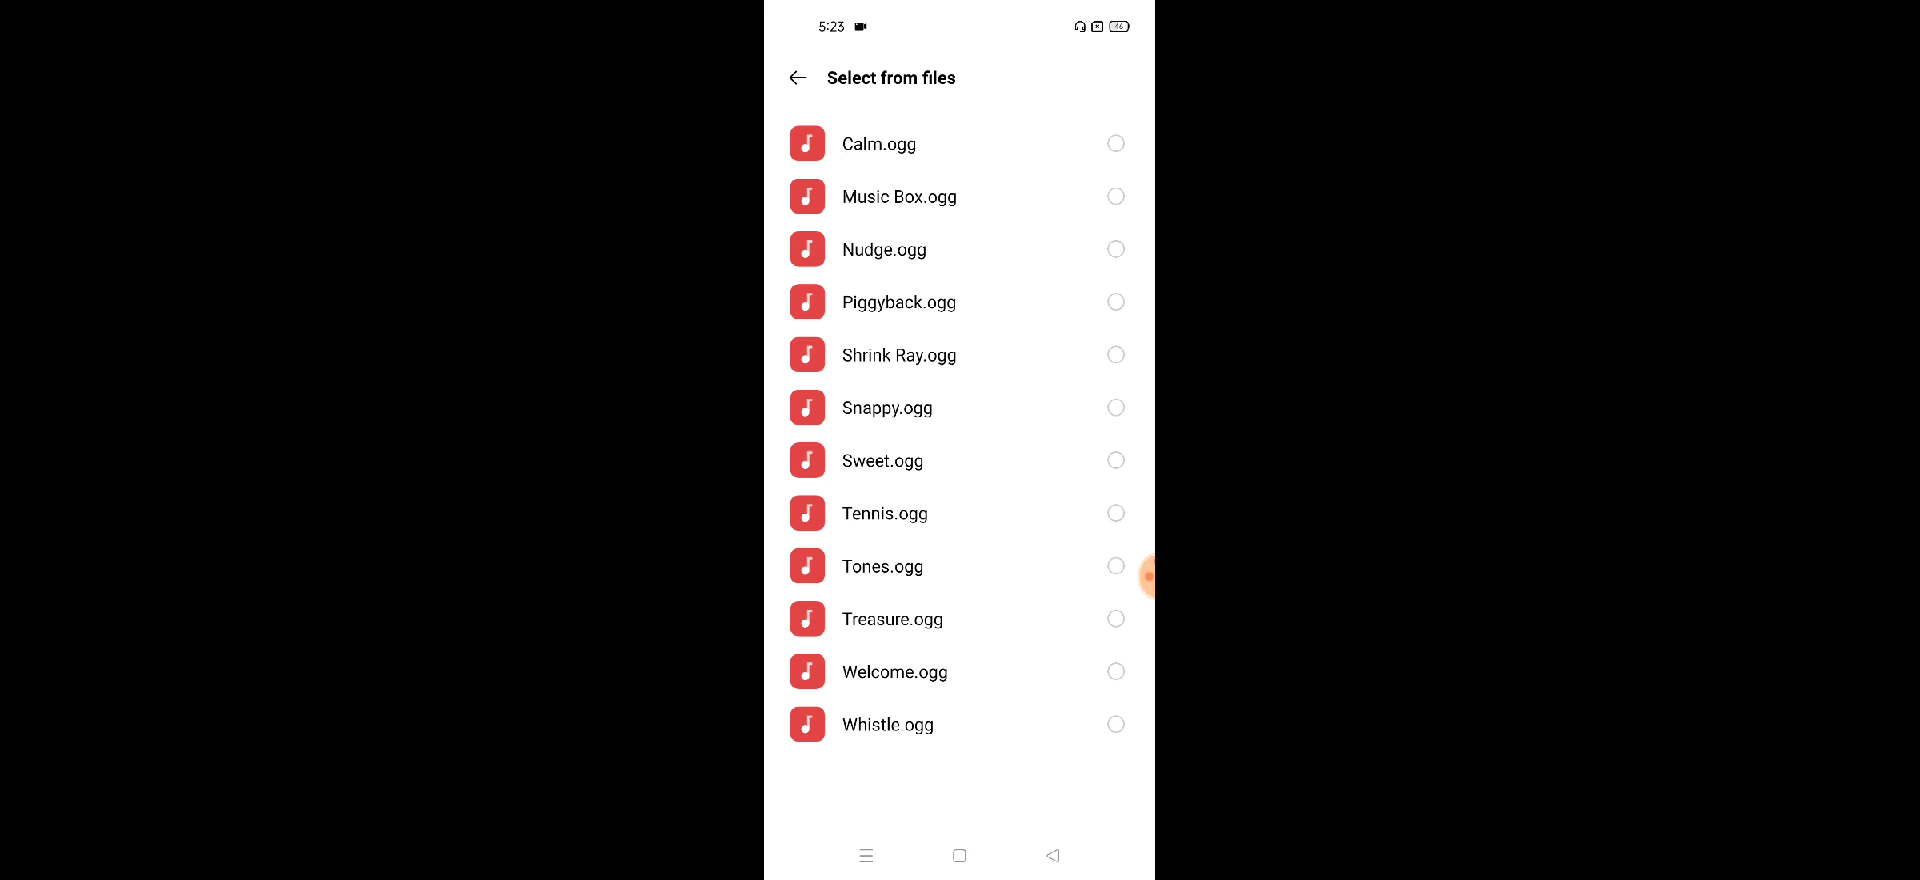 5:23
46
Select from files
Calm.ogg
Music Box.ogg
Nudge.ogg
Piggyback.ogg
Shrink Ray.ogg
Snappy.ogg
Sweet.ogg
Tennis.ogg
Tones.ogg
Treasure.ogg
Welcome.ogg
Whistle.ogg